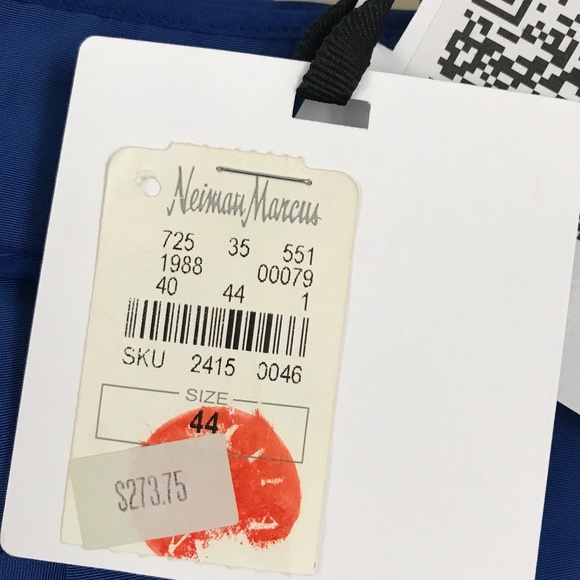 Neiman Marcus
725 35 551
1988 00079
40 44 1
SKU 2415 0046
SIZE
44
$273.75